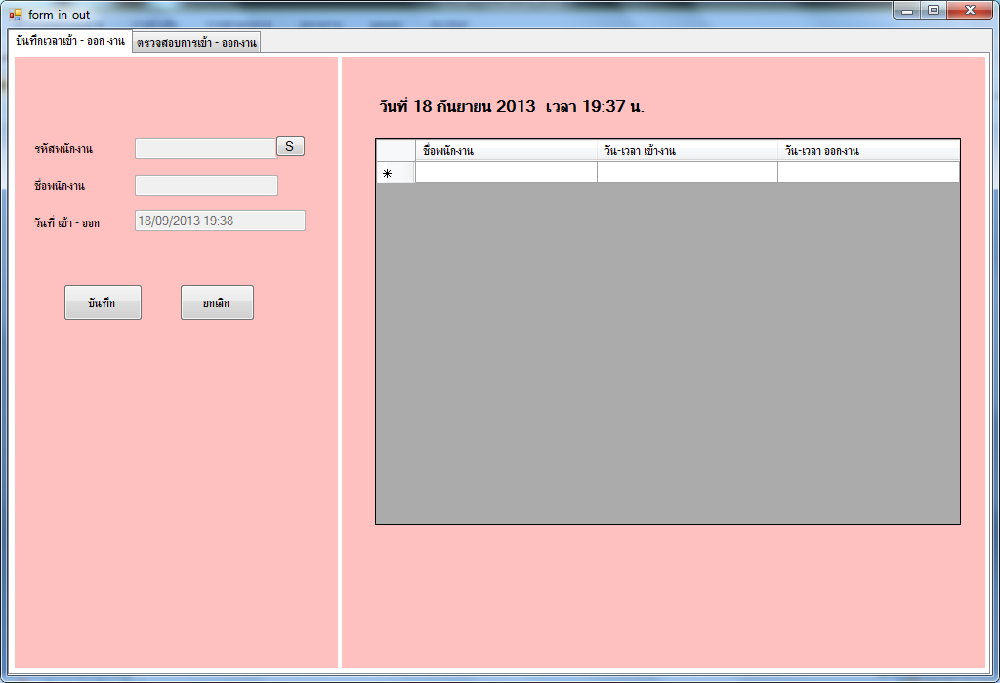 form_in_out
บันทึกเวลาเข้า - ออก งาน
ตรวจสอบการเข้า - ออกงาน
รหัสพนักงาน
S
ชื่อพนักงาน
วันที่ เข้า - ออก
18/09/2013 19:38
บันทึก
ยกเลิก
วันที่ 18 กันยายน 2013 เวลา 19:37 น.
ชื่อพนักงาน
วัน-เวลา เข้างาน
วัน-เวลา ออกงาน